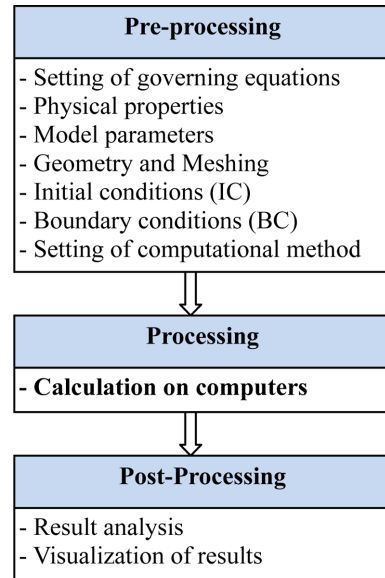 Pre-processing
- Setting of governing equations
- Physical properties
- Model parameters
- Geometry and Meshing
- Initial conditions (IC)
- Boundary conditions (BC)
- Setting of computational method
Processing
- Calculation on computers
Post-Processing
- Result analysis
- Visualization of results